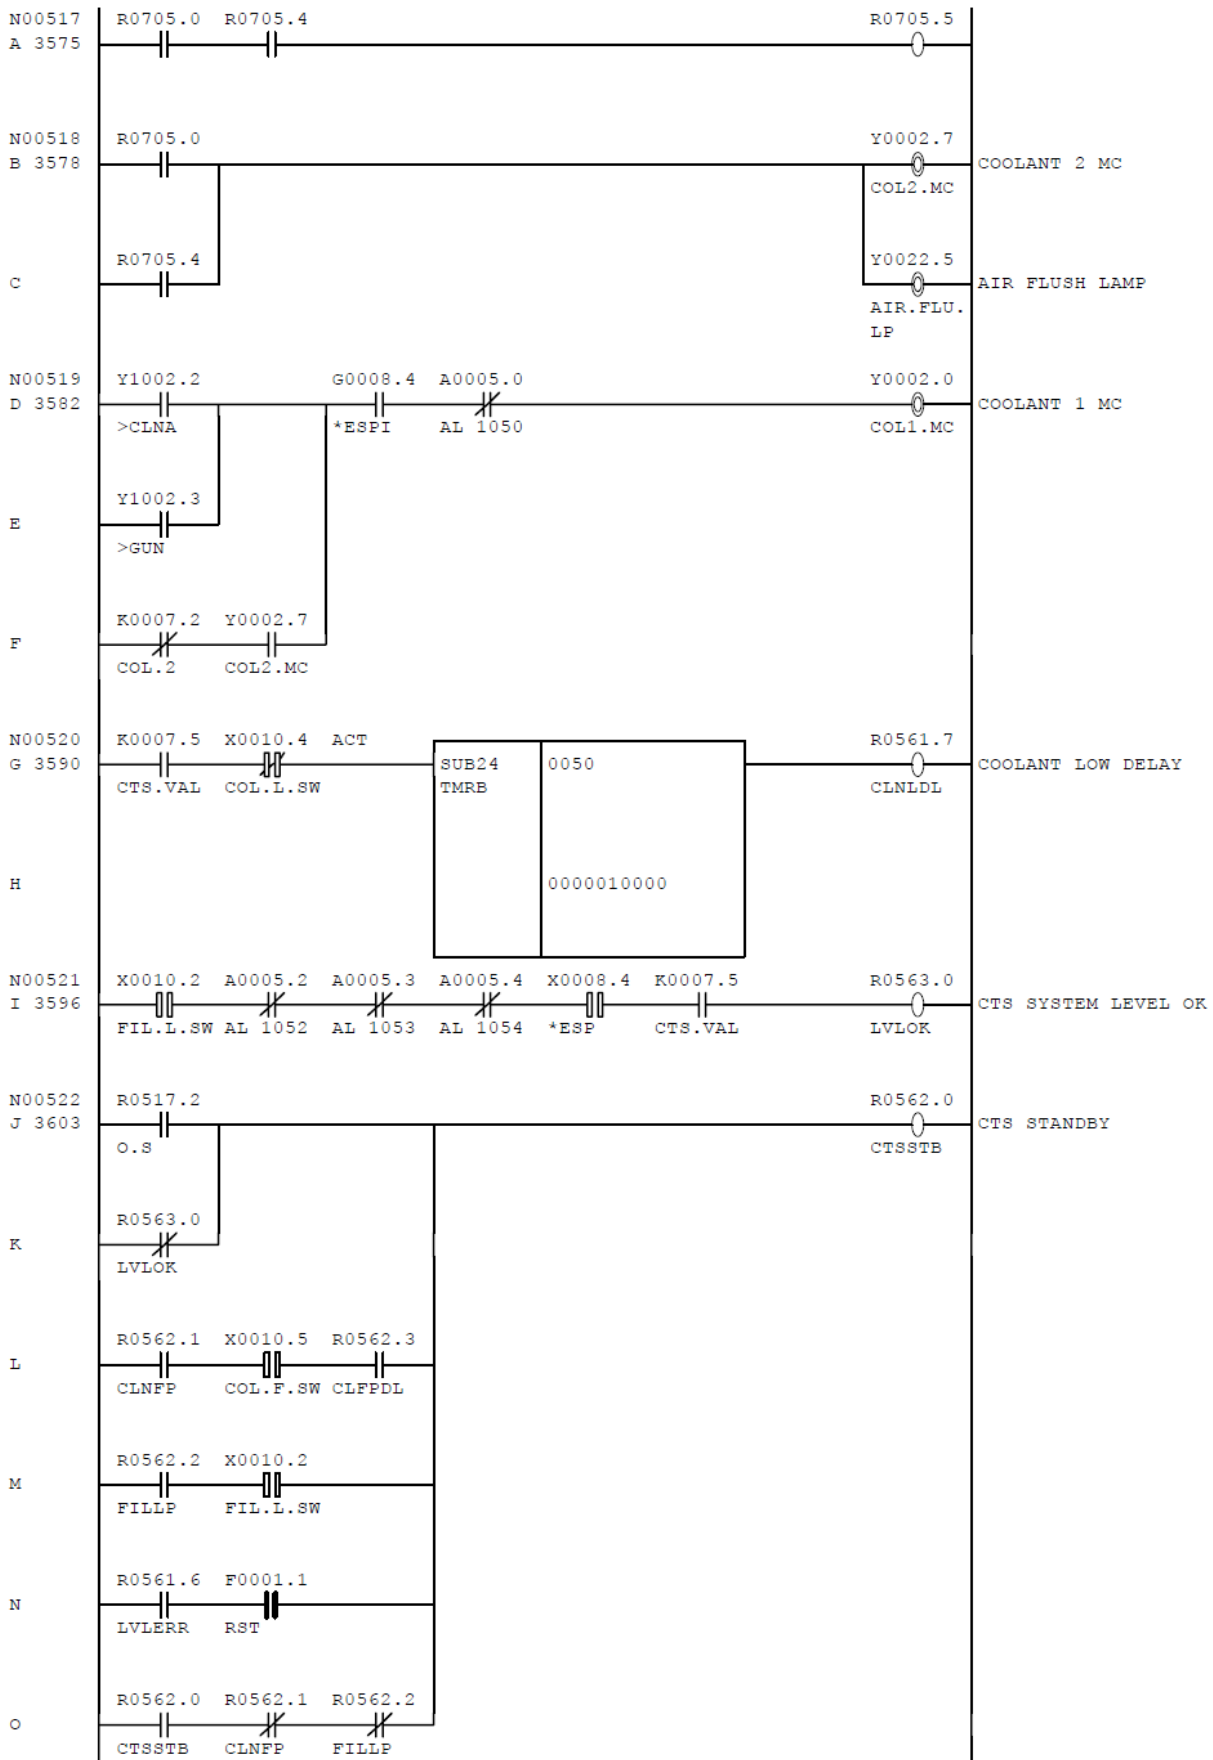 N00517 R0705.0 R0705.4 R0705.5
A 3575
N00518 R0705.0 Y0002.7
B 3578 COOLANT 2 MC
COL2.MC
R0705.4 Y0022.5
C AIR FLUSH LAMP
AIR.FLU.
LP
N00519 Y1002.2 G0008.4 A0005.0 Y0002.0
D 3582 COOLANT 1 MC
>CLNA *ESPI AL 1050 COL1.MC
Y1002.3
E
>GUN
K0007.2 Y0002.7
F
COL.2 COL2.MC
N00520 K0007.5 X0010.4 ACT R0561.7
G 3590 SUB24 0050 COOLANT LOW DELAY
CTS.VAL COL.L.SW TMRB CLNLDL
H 0000010000
N00521 X0010.2 A0005.2 A0005.3 A0005.4 X0008.4 K0007.5 R0563.0
I 3596 CTS SYSTEM LEVEL OK
FIL.L.SW AL 1052 AL 1053 AL 1054 *ESP CTS.VAL LVLOK
N00522 R0517.2 R0562.0
J 3603 CTS STANDBY
O.S CTSSTB
R0563.0
K
LVLOK
R0562.1 X0010.5 R0562.3
L
CLNFP COL.F.SW CLFPDL
R0562.2 X0010.2
M
FILLP FIL.L.SW
R0561.6 F0001.1
N
LVLERR RST
R0562.0 R0562.1 R0562.2
O
CTSSTB CLNFP FILLP